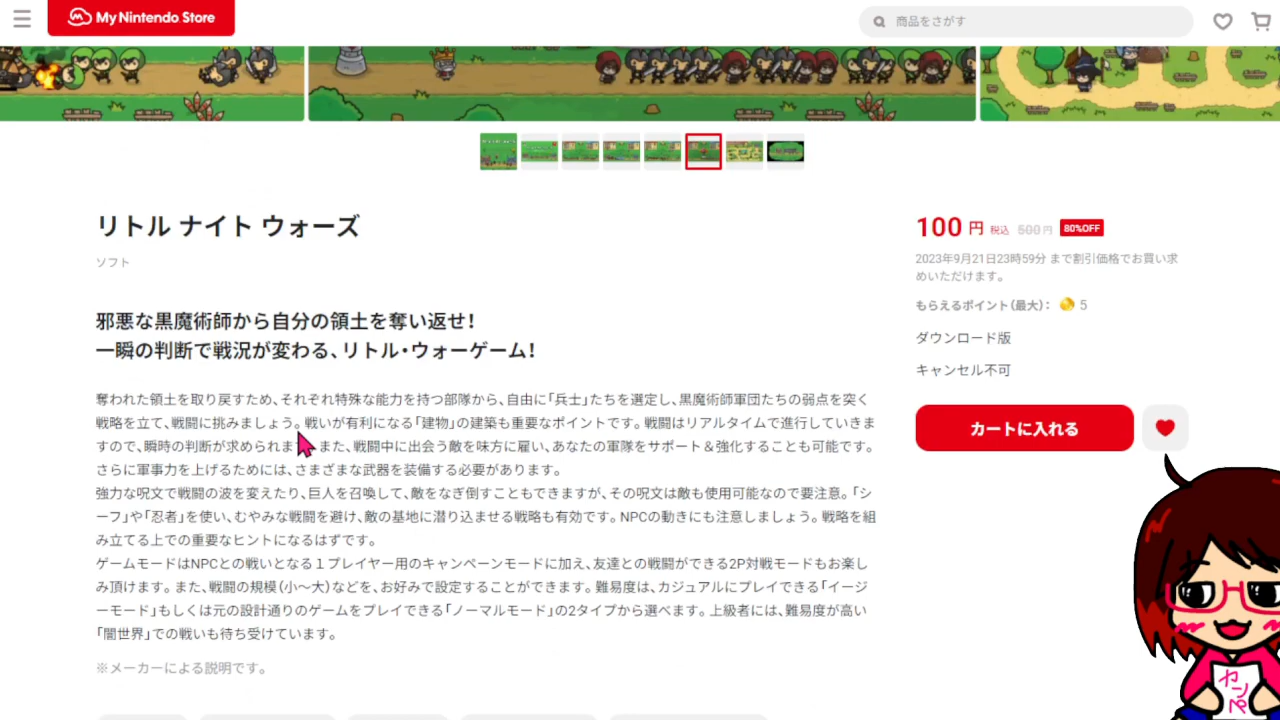 My Nintendo Store
商品をさがす
リトル ナイト ウォーズ
ソフト
邪悪な黒魔術師から自分の領土を奪い返せ！
一瞬の判断で戦況が変わる、リトル・ウォーゲーム！
奪われた領土を取り戻すため、それぞれ特殊な能力を持つ部隊から、自由に「兵士」たちを選定し、黒魔術師軍団たちの弱点を突く
戦略を立て、戦闘に挑みましょう。戦いが有利になる「建物」の建築も重要なポイントです。戦闘はリアルタイムで進行していきま
すので、瞬時の判断が求められま また、戦闘中に出会う敵を味方に雇い、あなたの軍隊をサポート＆強化することも可能です。
さらに軍事力を上げるためには、さまざまな武器を装備する必要があります。
強力な呪文で戦闘の波を変えたり、巨人を召喚して、敵をなぎ倒すこともできますが、その呪文は敵も使用可能なので要注意。「シ
ーフ」や「忍者」を使い、むやみな戦闘を避け、敵の基地に潜り込ませる戦略も有効です。NPCの動きにも注意しましょう。戦略を組
み立てる上での重要なヒントになるはずです。
ゲームモードはNPCとの戦いとなる１プレイヤー用のキャンペーンモードに加え、友達との戦闘ができる2P対戦モードもお楽し
み頂けます。また、戦闘の規模（小～大）などを、お好みで設定することができます。難易度は、カジュアルにプレイできる「イージ
ーモード」もしくは元の設計通りのゲームをプレイできる「ノーマルモード」の2タイプから選べます。上級者には、難易度が高い
「闇世界」での戦いも待ち受けています。
※メーカーによる説明です。
100 円 税込 500円 80%OFF
2023年9月21日23時59分 まで割引価格でお買い求
めいただけます。
もらえるポイント（最大）： 5
ダウンロード版
キャンセル不可
カートに入れる
カンペ